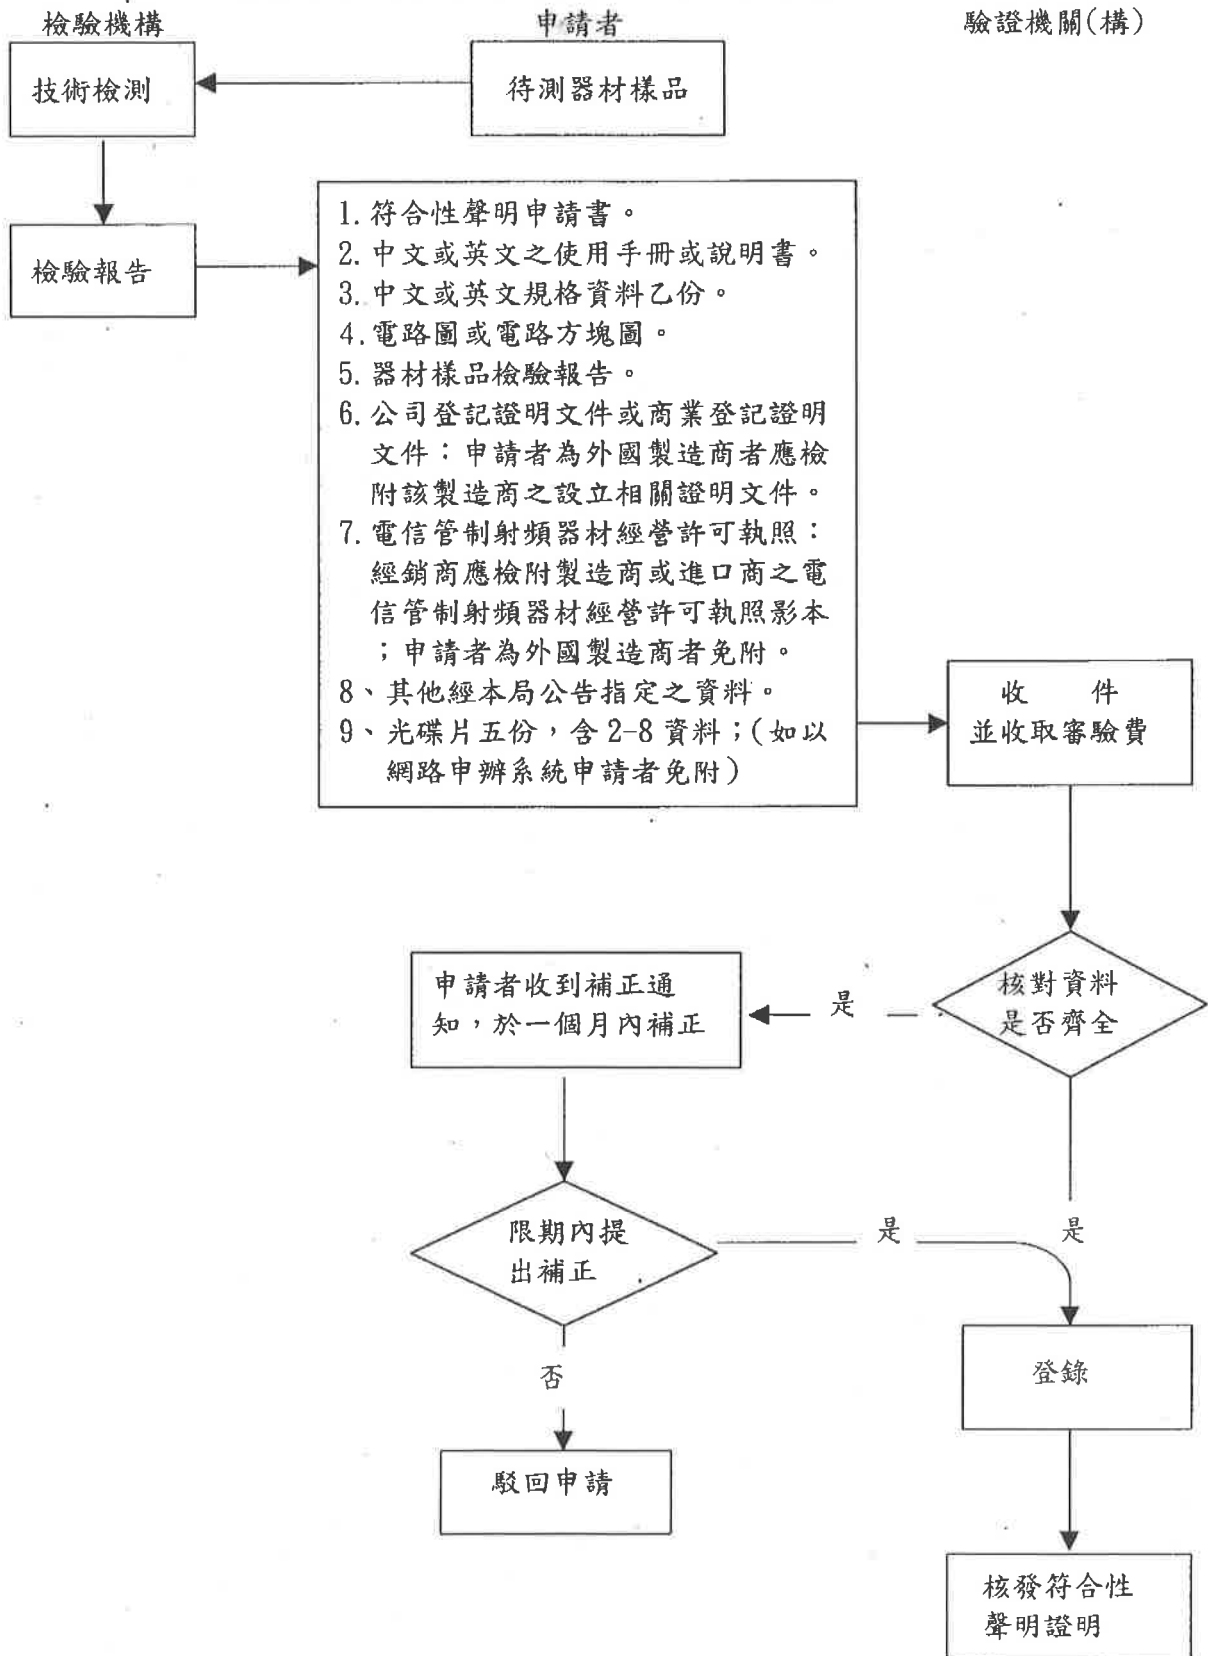 檢驗機構
申請者
驗證機關(構)
技術檢測
待測器材樣品
檢驗報告
1. 符合性聲明申請書。
2. 中文或英文之使用手冊或說明書。
3. 中文或英文規格資料乙份。
4. 電路圖或電路方塊圖。
5. 器材樣品檢驗報告。
6. 公司登記證明文件或商業登記證明
文件：申請者為外國製造商者應檢
附該製造商之設立相關證明文件。
7. 電信管制射頻器材經營許可執照：
經銷商應檢附製造商或進口商之電
信管制射頻器材經營許可執照影本
；申請者為外國製造商者免附。
8、其他經本局公告指定之資料。
9、光碟片五份，含 2-8 資料；(如以
網路申辦系統申請者免附)
收　　件
並收取審驗費
核對資料
是否齊全
是
申請者收到補正通
知，於一個月內補正
限期內提
出補正
是
是
否
登錄
駁回申請
核發符合性
聲明證明